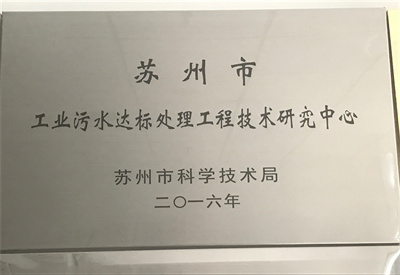 苏州市
工业污水达标处理工程技术研究中心
苏州市科学技术局
二〇一六年